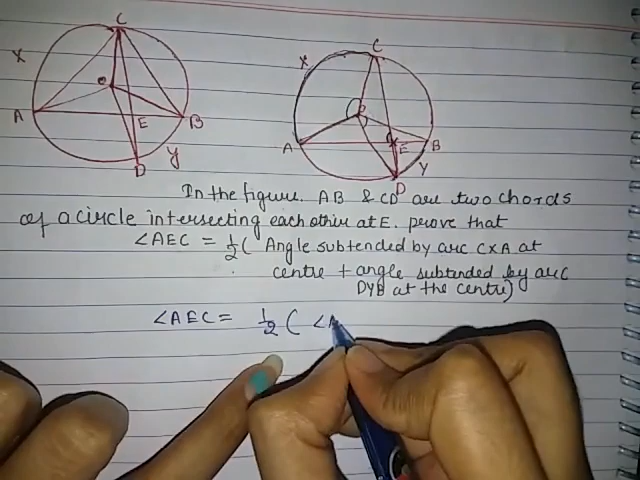 C
C
X
X
O
O
A
E
B
A
E
B
D
Y
D
Y
In the figure. AB & CD are two chords
of a circle intersecting each other at E. prove that
∠AEC = 1/2 ( Angle subtended by arc CXA at
centre + angle subtended by arc
DYB at the centre)
∠AEC = 1/2 ( ∠A